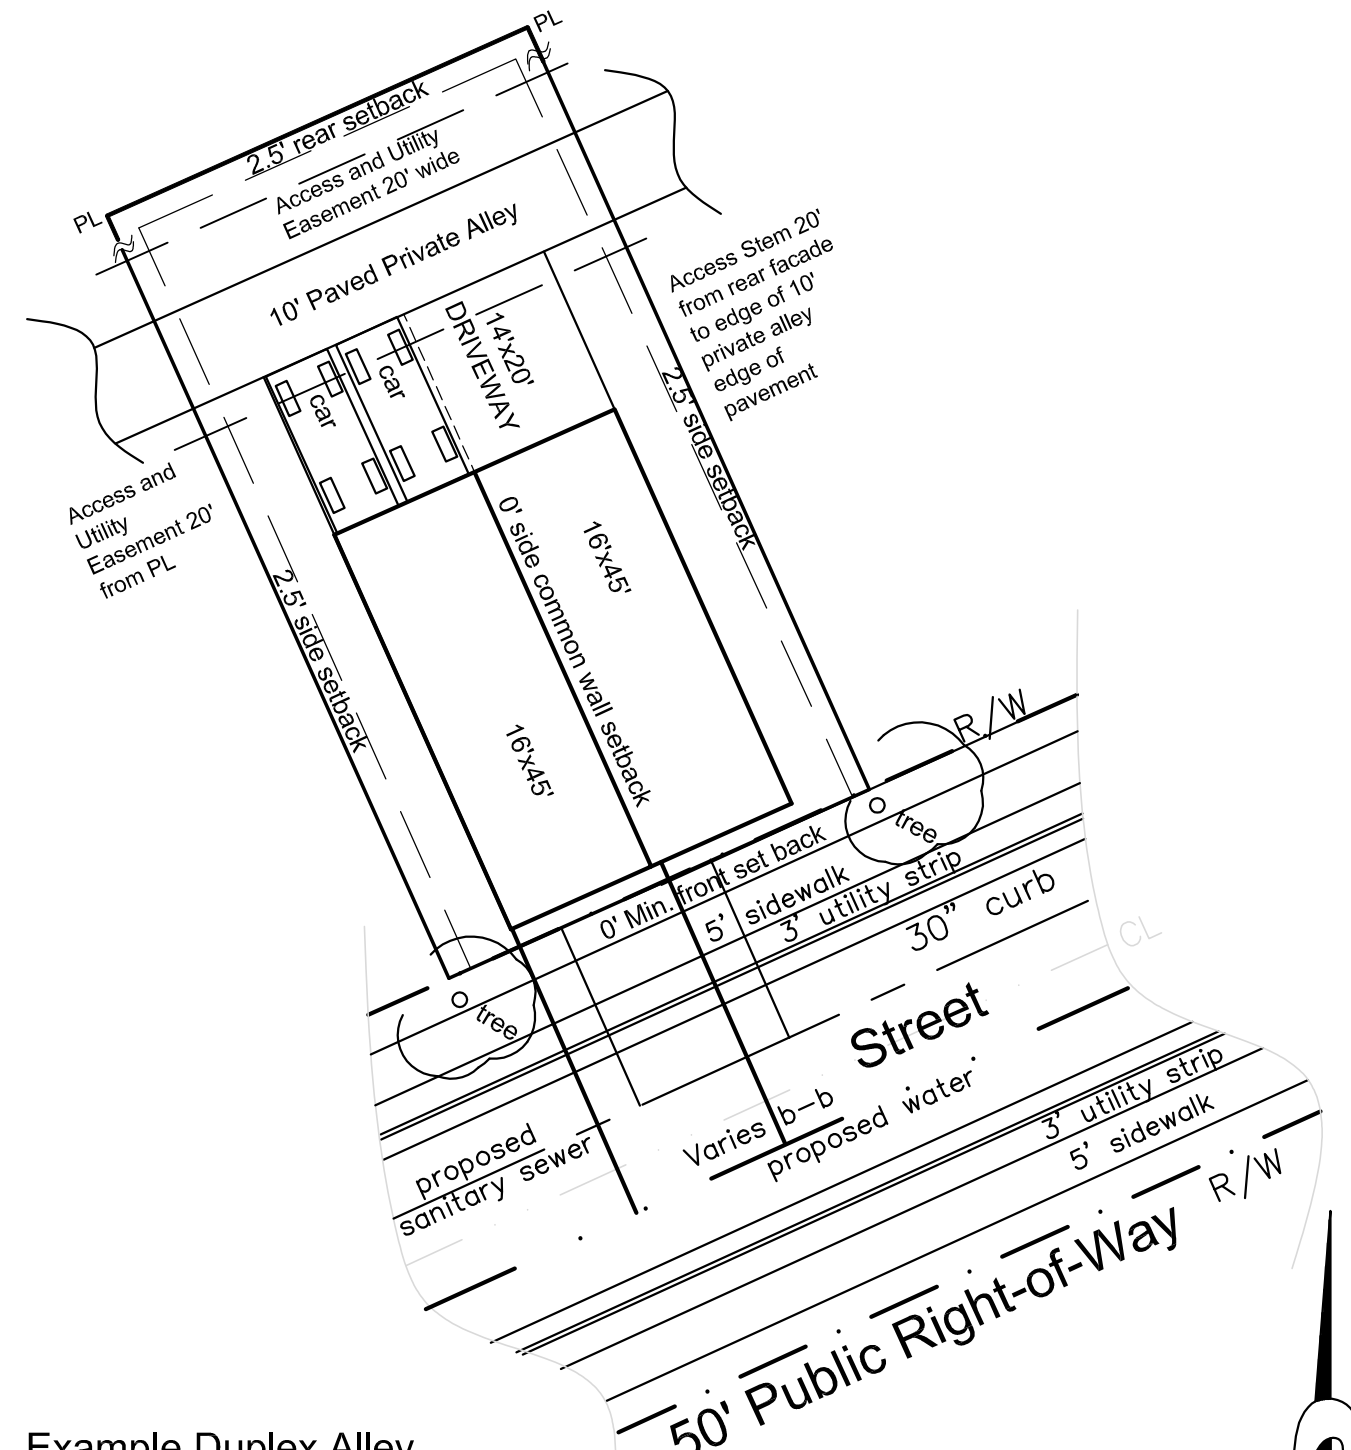 PL
2.5' rear setback
PL
Access and Utility
Easement 20' wide
10' Paved Private Alley
Access Stem 20'
from rear facade
to edge of 10'
private alley
edge of
pavement
14'x20'
DRIVEWAY
car
car
2.5' side setback
Access and
Utility
Easement 20'
from PL
0' side common wall setback
16'x45'
2.5' side setback
16'x45'
R./W
tree
0' Min. front set back
5' sidewalk
3' utility strip
30” curb
CL
tree
Street
Varies b-b
proposed water
proposed
sanitary sewer
3' utility strip
5' sidewalk
R/W
50' Public Right-of-Way
Example Duplex Alley